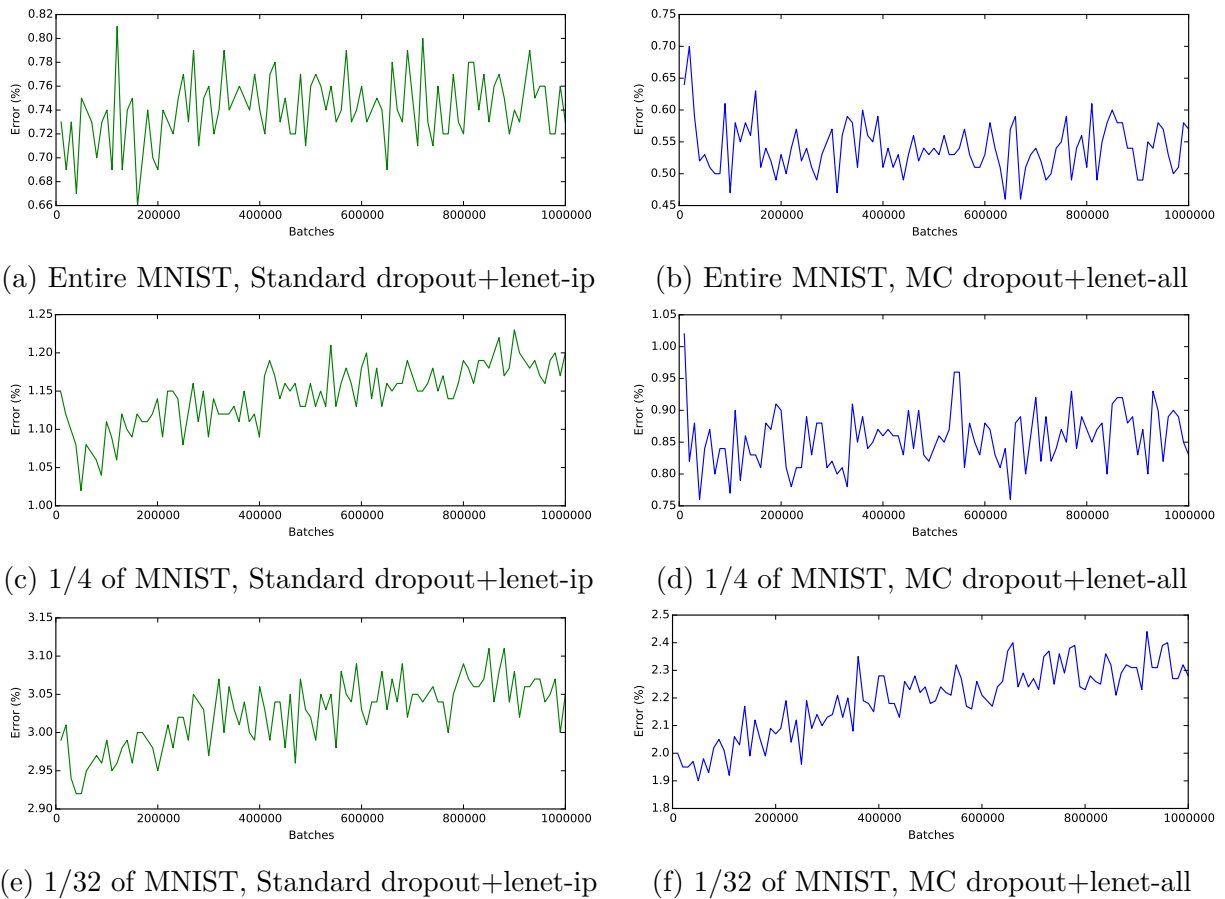 0.82
0.80
0.78
0.76
0.74
0.72
0.70
0.68
0.66
Error (%)
0 200000 400000 600000 800000 1000000
Batches
0.75
0.70
0.65
0.60
0.55
0.50
0.45
Error (%)
0 200000 400000 600000 800000 1000000
Batches
(a) Entire MNIST, Standard dropout+lenet-ip
(b) Entire MNIST, MC dropout+lenet-all
1.25
1.20
1.15
1.10
1.05
1.00
Error (%)
0 200000 400000 600000 800000 1000000
Batches
1.05
1.00
0.95
0.90
0.85
0.80
0.75
Error (%)
0 200000 400000 600000 800000 1000000
Batches
(c) 1/4 of MNIST, Standard dropout+lenet-ip
(d) 1/4 of MNIST, MC dropout+lenet-all
3.15
3.10
3.05
3.00
2.95
2.90
Error (%)
0 200000 400000 600000 800000 1000000
Batches
2.5
2.4
2.3
2.2
2.1
2.0
1.9
1.8
Error (%)
0 200000 400000 600000 800000 1000000
Batches
(e) 1/32 of MNIST, Standard dropout+lenet-ip
(f) 1/32 of MNIST, MC dropout+lenet-all